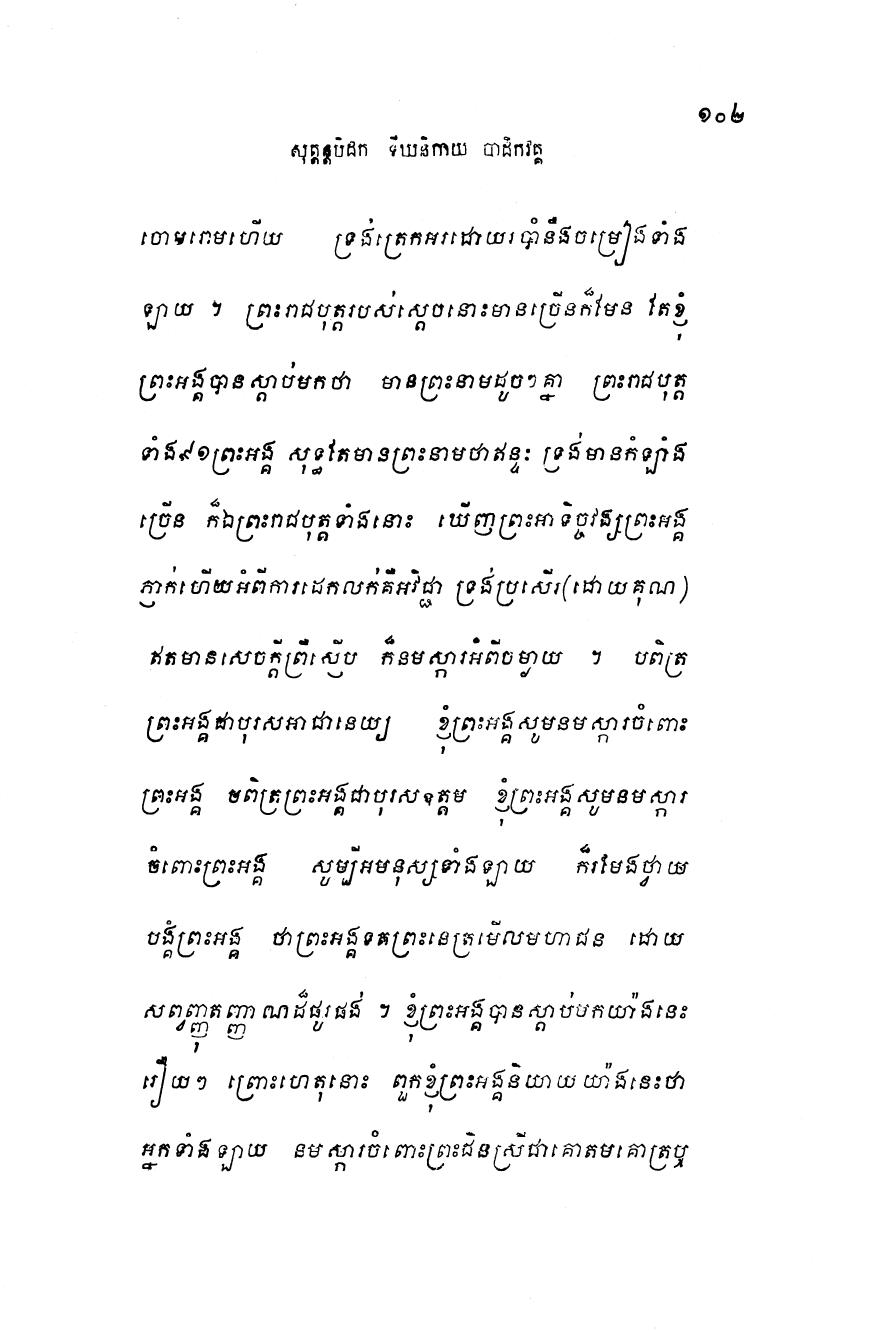 ១០២
សុត្តន្តបិដក ទីឃនិកាយ បាដិកវគ្គ
ចោមរោមហើយ ទ្រង់ត្រេកអរដោយរបាំនឹងចម្រៀងទាំង
ឡាយ ។ ព្រះរាជបុត្តរបស់ស្តេចនោះមានច្រើនក៏មែន តែខ្ញុំ
ព្រះអង្គបានស្តាប់មកថា មានព្រះនាមដូចៗគ្នា ព្រះរាជបុត្ត
ទាំង៩១ព្រះអង្គ សុទ្ធតែមានព្រះនាមថាឥន្ទៈ ទ្រង់មានកំឡាំង
ច្រើន ក៏ឯព្រះរាជបុត្តទាំងនោះ ឃើញព្រះអាទិច្ចវង្សព្រះអង្គ
ភ្ញាក់ហើយអំពីការដេកលក់គឺអវិជ្ជា ទ្រង់ប្រសើរ(ដោយគុណ)
ឥតមានសេចក្តីព្រឺស្ញើប ក៏នមស្ការអំពីចម្ងាយ ។ បពិត្រ
ព្រះអង្គជាបុរសអាជានេយ្យ ខ្ញុំព្រះអង្គសូមនមស្ការចំពោះ
ព្រះអង្គ បពិត្រព្រះអង្គជាបុរសឧត្តម ខ្ញុំព្រះអង្គសូមនមស្ការ
ចំពោះព្រះអង្គ សូម្បីអមនុស្សទាំងឡាយ ក៏រមែងថ្វាយ
បង្គំព្រះអង្គ ថាព្រះអង្គទតព្រះនេត្រមើលមហាជន ដោយ
សព្វញ្ញុតញ្ញាណដ៏ផូរផង់ ។ ខ្ញុំព្រះអង្គបានស្តាប់មកយ៉ាងនេះ
រឿយៗ ព្រោះហេតុនោះ ពួកខ្ញុំព្រះអង្គនិយាយយ៉ាងនេះថា
អ្នកទាំងឡាយ នមស្ការចំពោះព្រះជិនស្រីជាគោតមគោត្រឬ